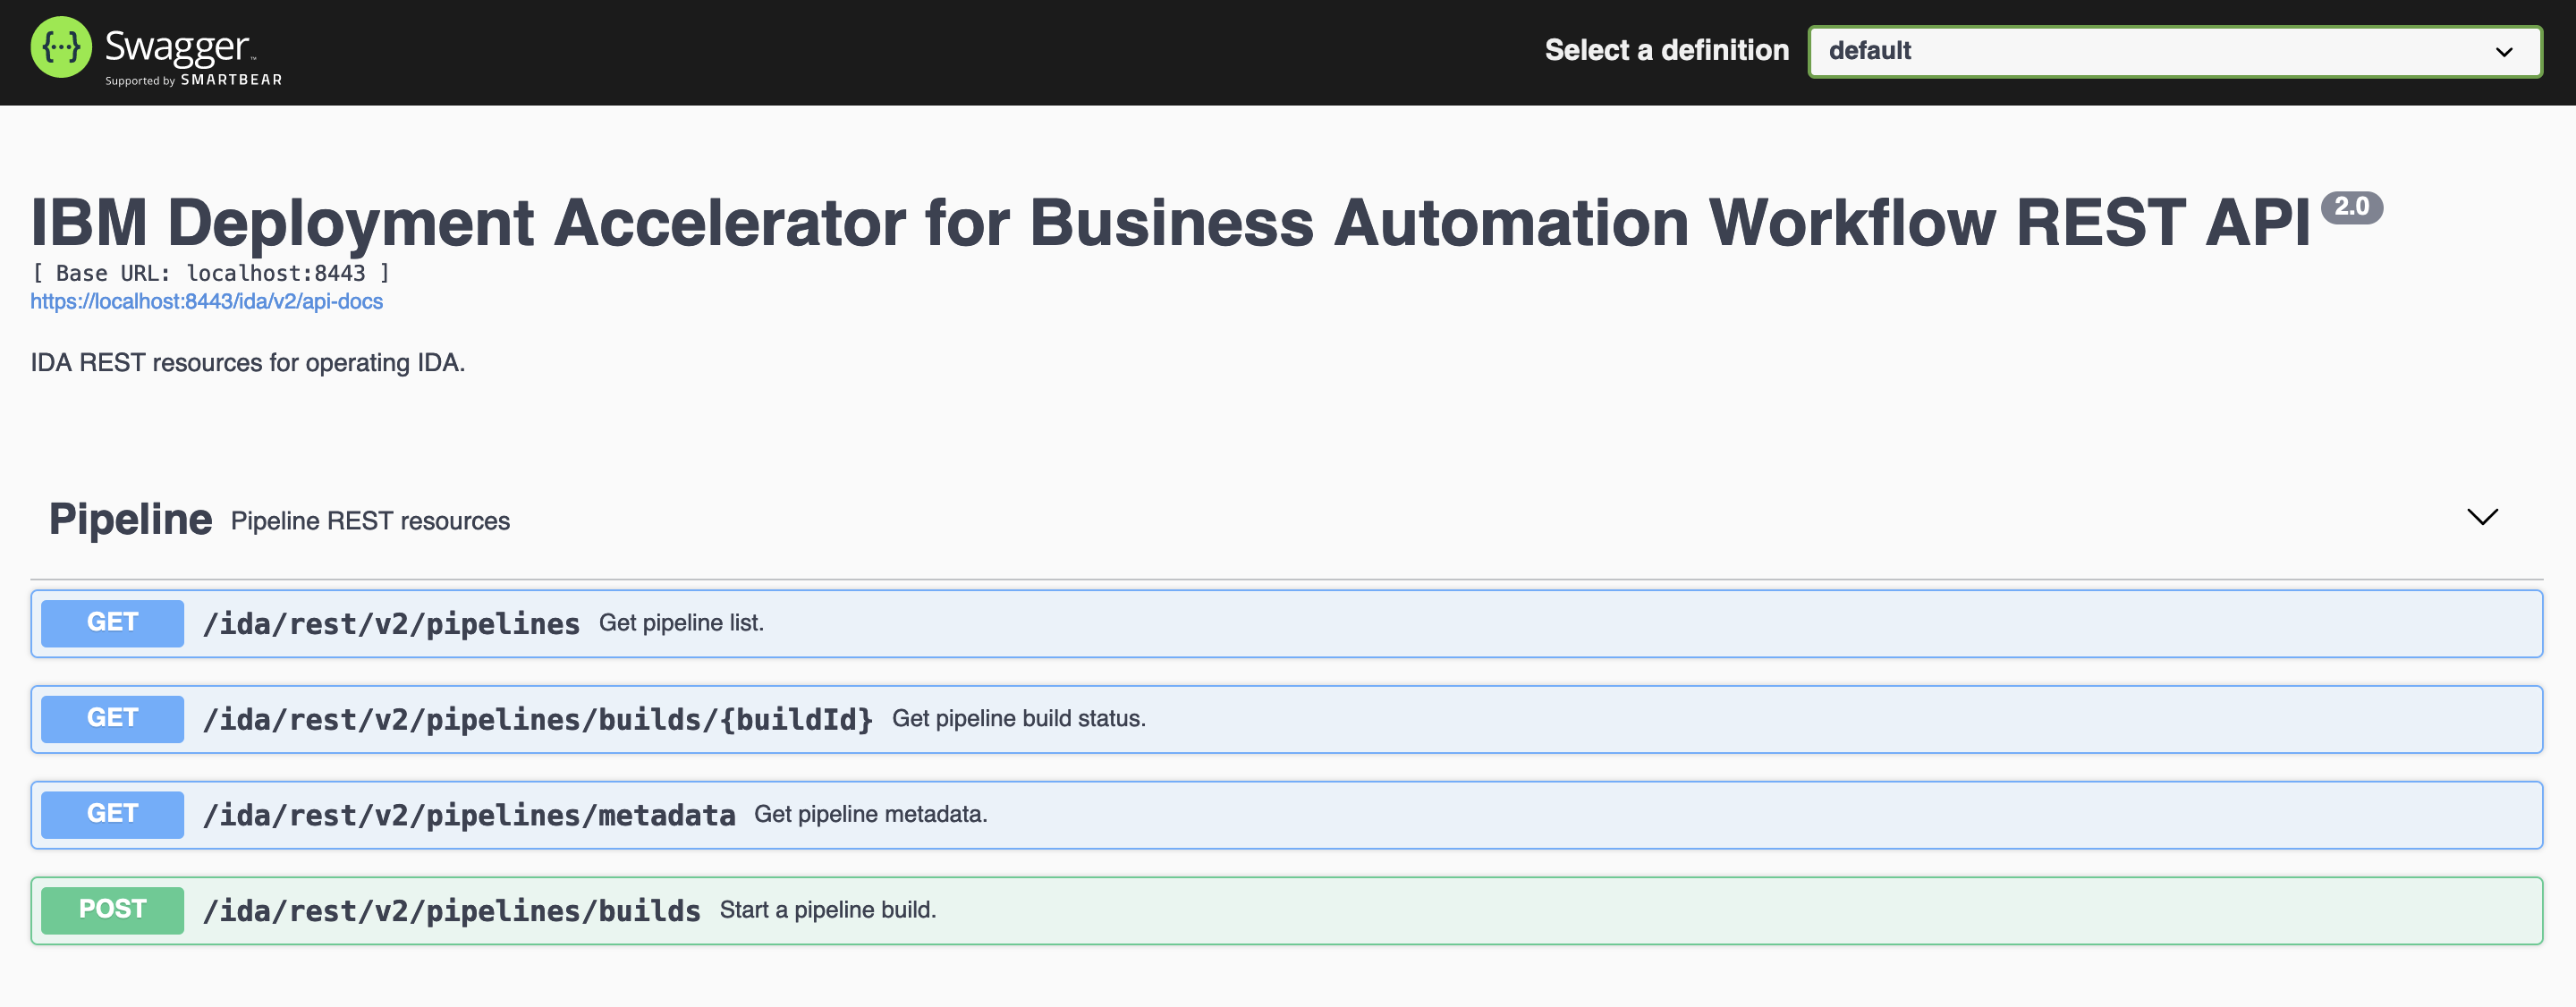 {...} Swagger™
Supported by SMARTBEAR
Select a definition
default
IBM Deployment Accelerator for Business Automation Workflow REST API 2.0
[ Base URL: localhost:8443 ]
https://localhost:8443/ida/v2/api-docs
IDA REST resources for operating IDA.
Pipeline Pipeline REST resources
GET /ida/rest/v2/pipelines Get pipeline list.
GET /ida/rest/v2/pipelines/builds/{buildId} Get pipeline build status.
GET /ida/rest/v2/pipelines/metadata Get pipeline metadata.
POST /ida/rest/v2/pipelines/builds Start a pipeline build.